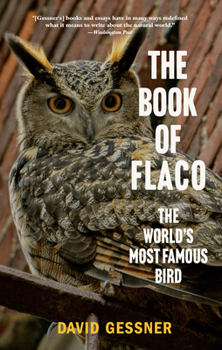 "Gessner's books and essays have in many ways redefined
what it means to write about the natural world."
—Washington Post
THE
BOOK
OF
FLACO
THE
WORLD'S
MOST FAMOUS
BIRD
DAVID GESSNER